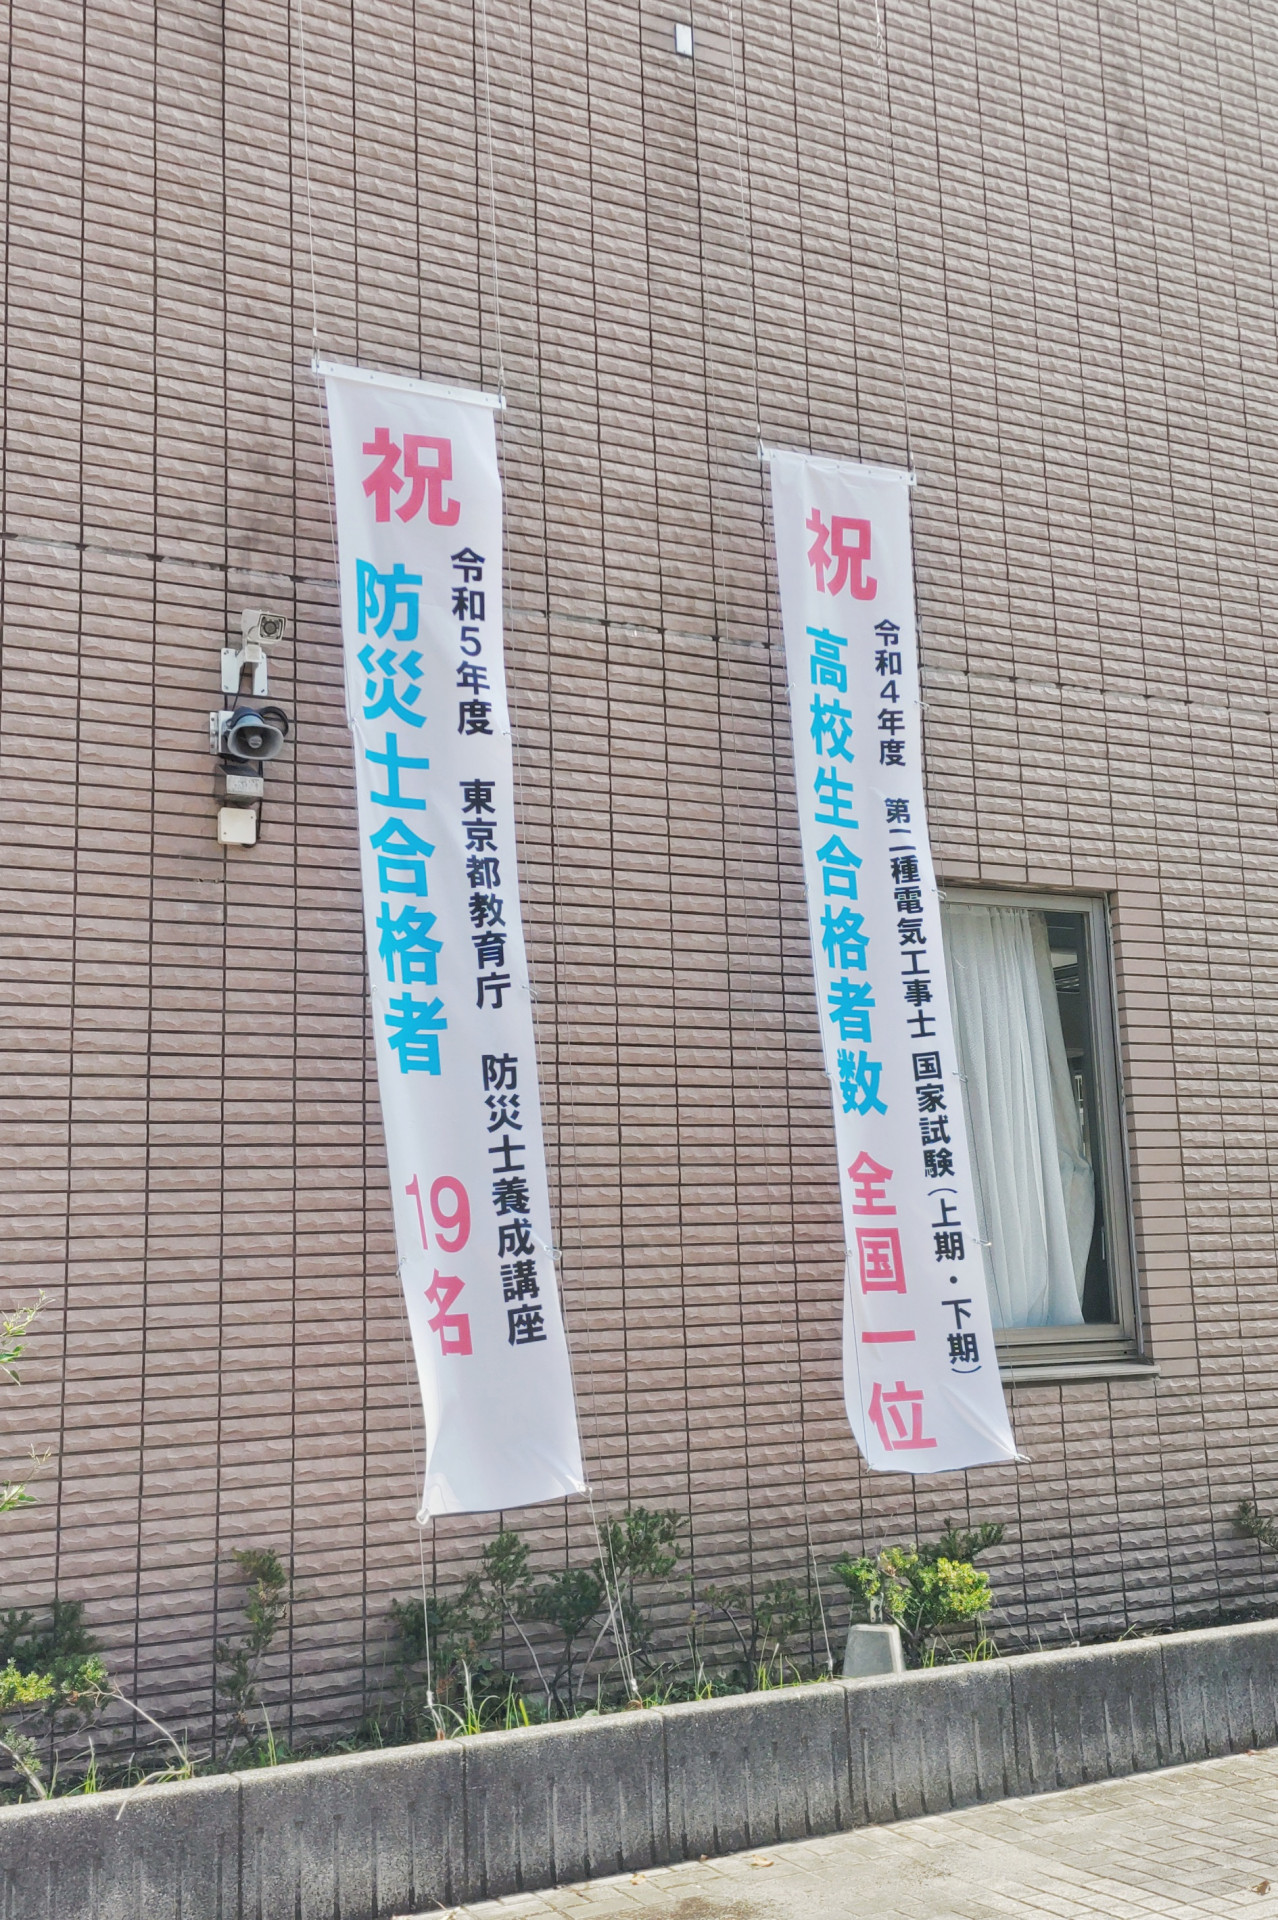 祝
令和5年度　東京都教育庁　防災士養成講座
防災士合格者　19名
祝
令和4年度　第二種電気工事士 国家試験（上期・下期）
高校生合格者数 全国一位